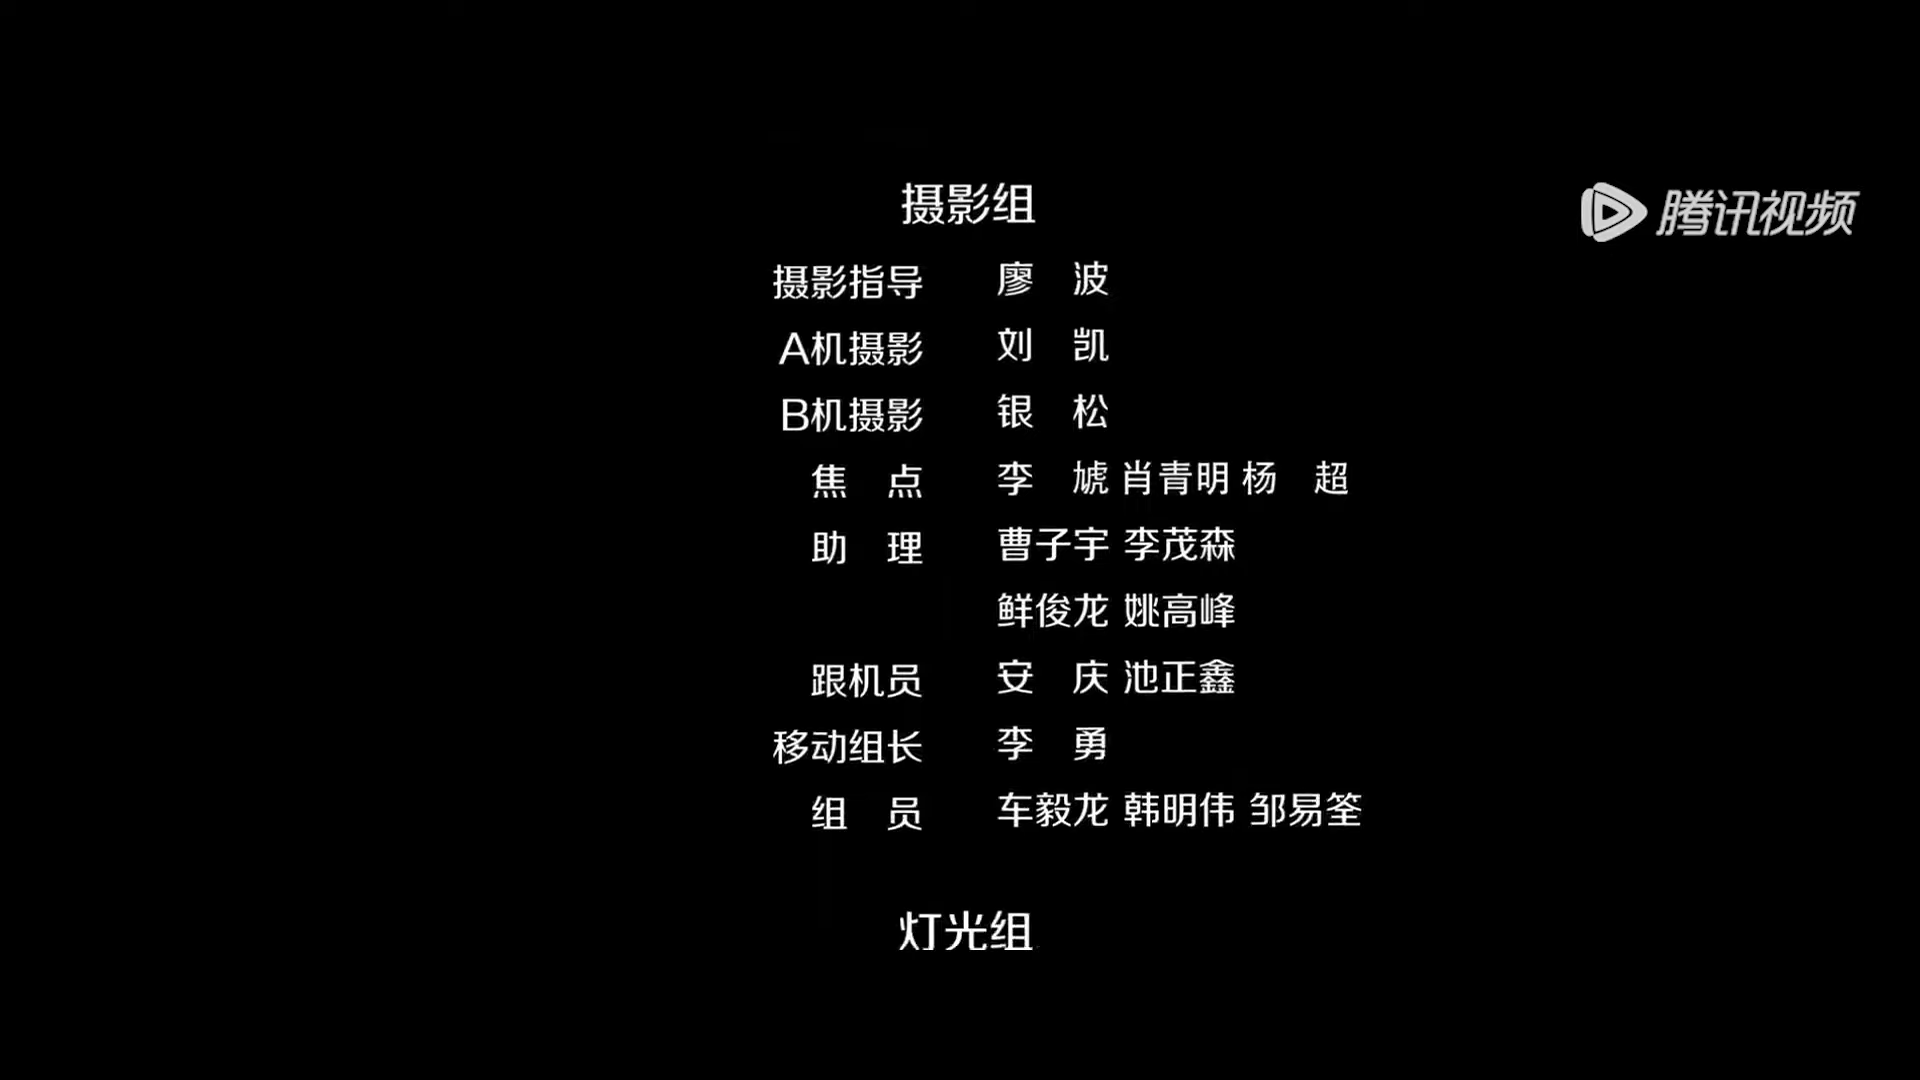 摄影组
腾讯视频
摄影指导 廖 波
A机摄影 刘 凯
B机摄影 银 松
焦 点 李 虓 肖青明 杨 超
助 理 曹子宇 李茂森
鲜俊龙 姚高峰
跟机员 安 庆 池正鑫
移动组长 李 勇
组 员 车毅龙 韩明伟 邹易筌
灯光组